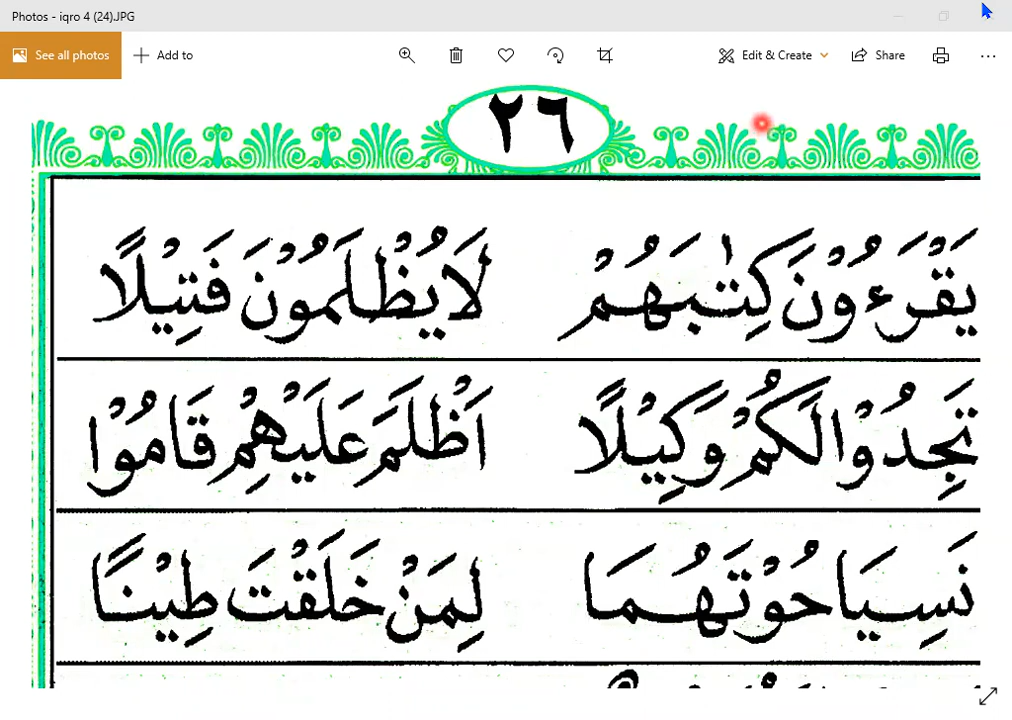 Photos - iqro 4 (24).JPG
See all photos
Add to
Edit & Create
Share
٢٦
يَقْرَءُوْنَ كِتٰبَهُمْ لَا يُظْلَمُوْنَ فَتِيْلًا
تَجِدُوْا لَكُمْ وَكِيْلًا اَظْلَمَ عَلَيْهِمْ قَامُوْا
نَسِيَا حُوْتَهُمَا لِمَنْ خَلَقْتَ طِيْنًا